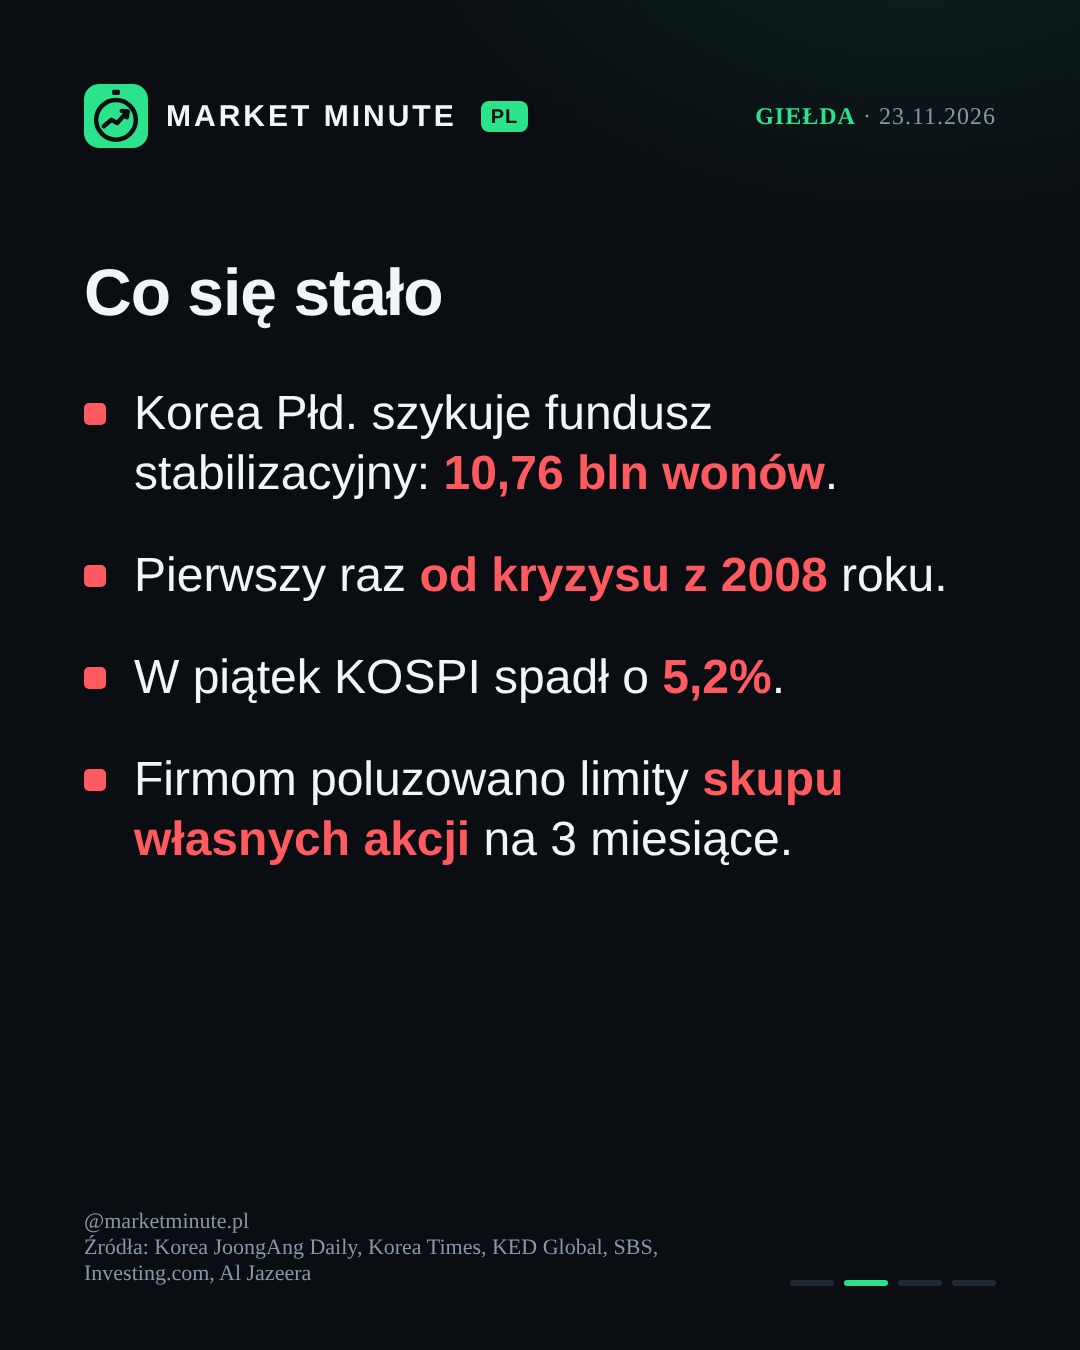 MARKET MINUTE PL
GIEŁDA · 23.11.2026
Co się stało
Korea Płd. szykuje fundusz
stabilizacyjny: 10,76 bln wonów.
Pierwszy raz od kryzysu z 2008 roku.
W piątek KOSPI spadł o 5,2%.
Firmom poluzowano limity skupu
własnych akcji na 3 miesiące.
@marketminute.pl
Źródła: Korea JoongAng Daily, Korea Times, KED Global, SBS,
Investing.com, Al Jazeera